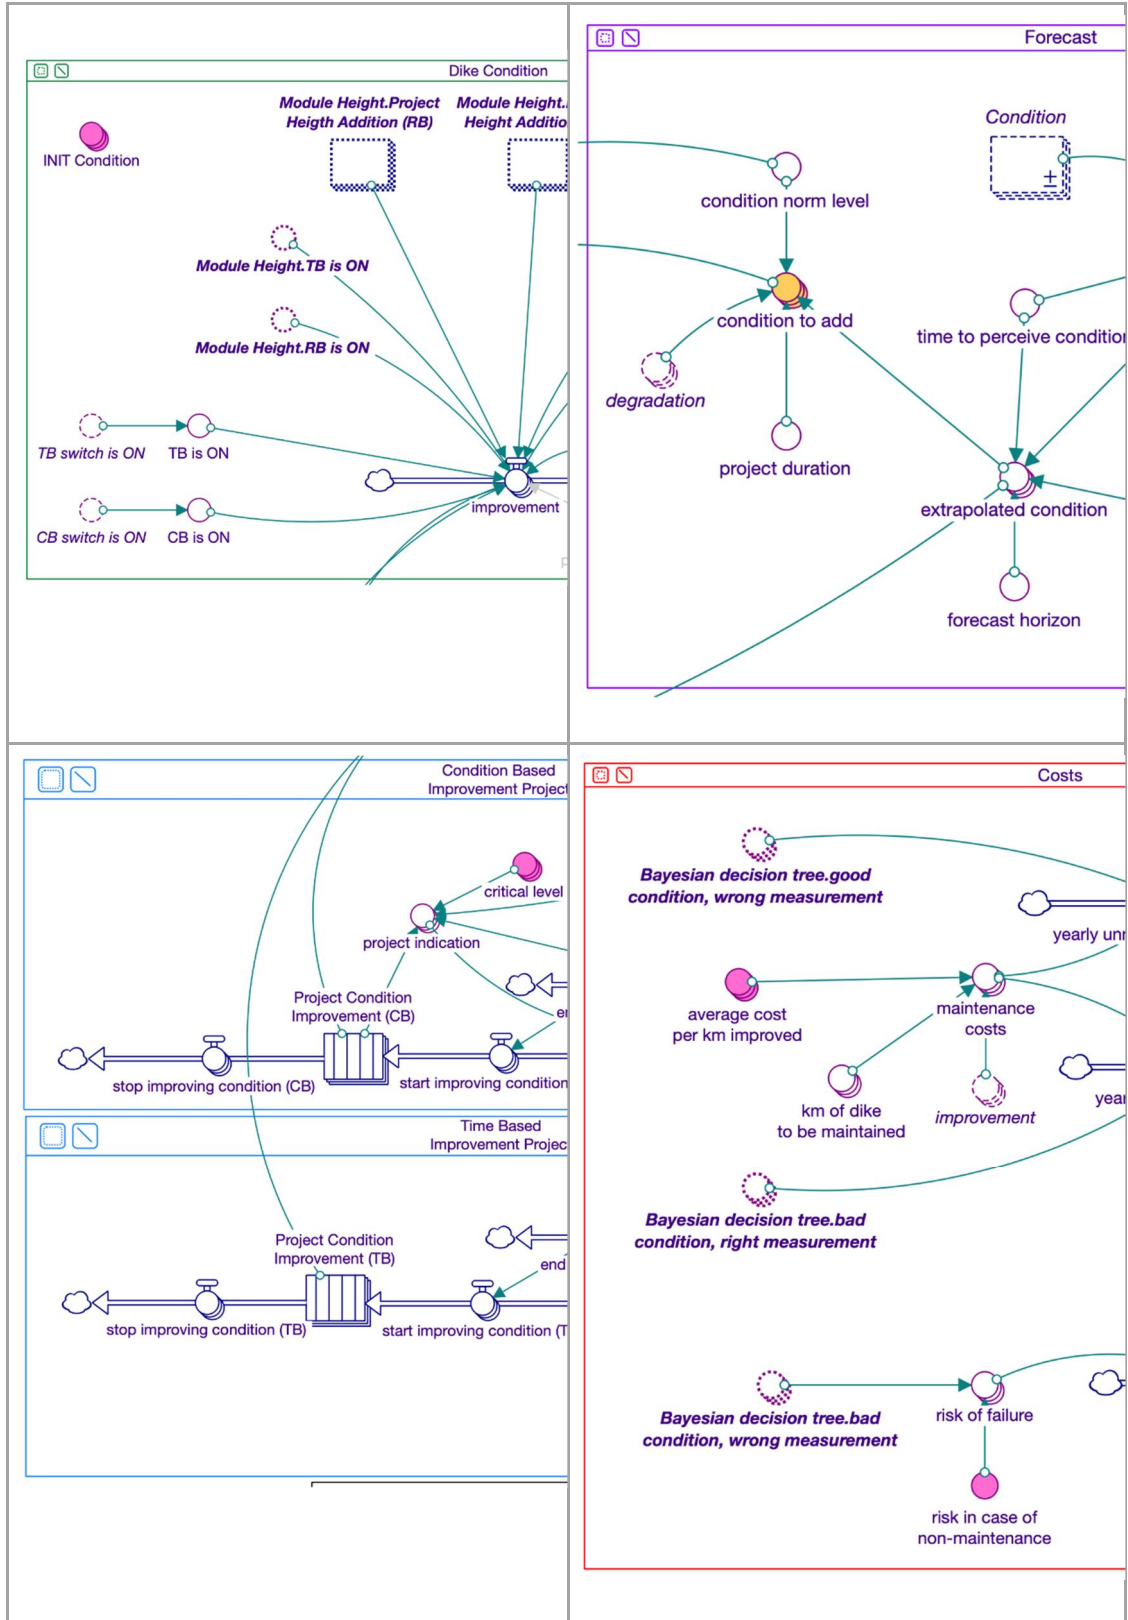 Dike Condition
Module Height.Project
Heigth Addition (RB)
Module Height.
Height Additio
INIT Condition
Module Height.TB is ON
Module Height.RB is ON
TB switch is ON
TB is ON
CB switch is ON
CB is ON
improvement
Forecast
Condition
condition norm level
condition to add
time to perceive condition
degradation
project duration
extrapolated condition
forecast horizon
Condition Based
Improvement Project
critical level
project indication
Project Condition
Improvement (CB)
stop improving condition (CB)
start improving condition
Time Based
Improvement Projec
Project Condition
Improvement (TB)
end
stop improving condition (TB)
start improving condition (T
Costs
Bayesian decision tree.good
condition, wrong measurement
yearly unr
average cost
per km improved
maintenance
costs
km of dike
to be maintained
improvement
year
Bayesian decision tree.bad
condition, right measurement
Bayesian decision tree.bad
condition, wrong measurement
risk of failure
risk in case of
non-maintenance